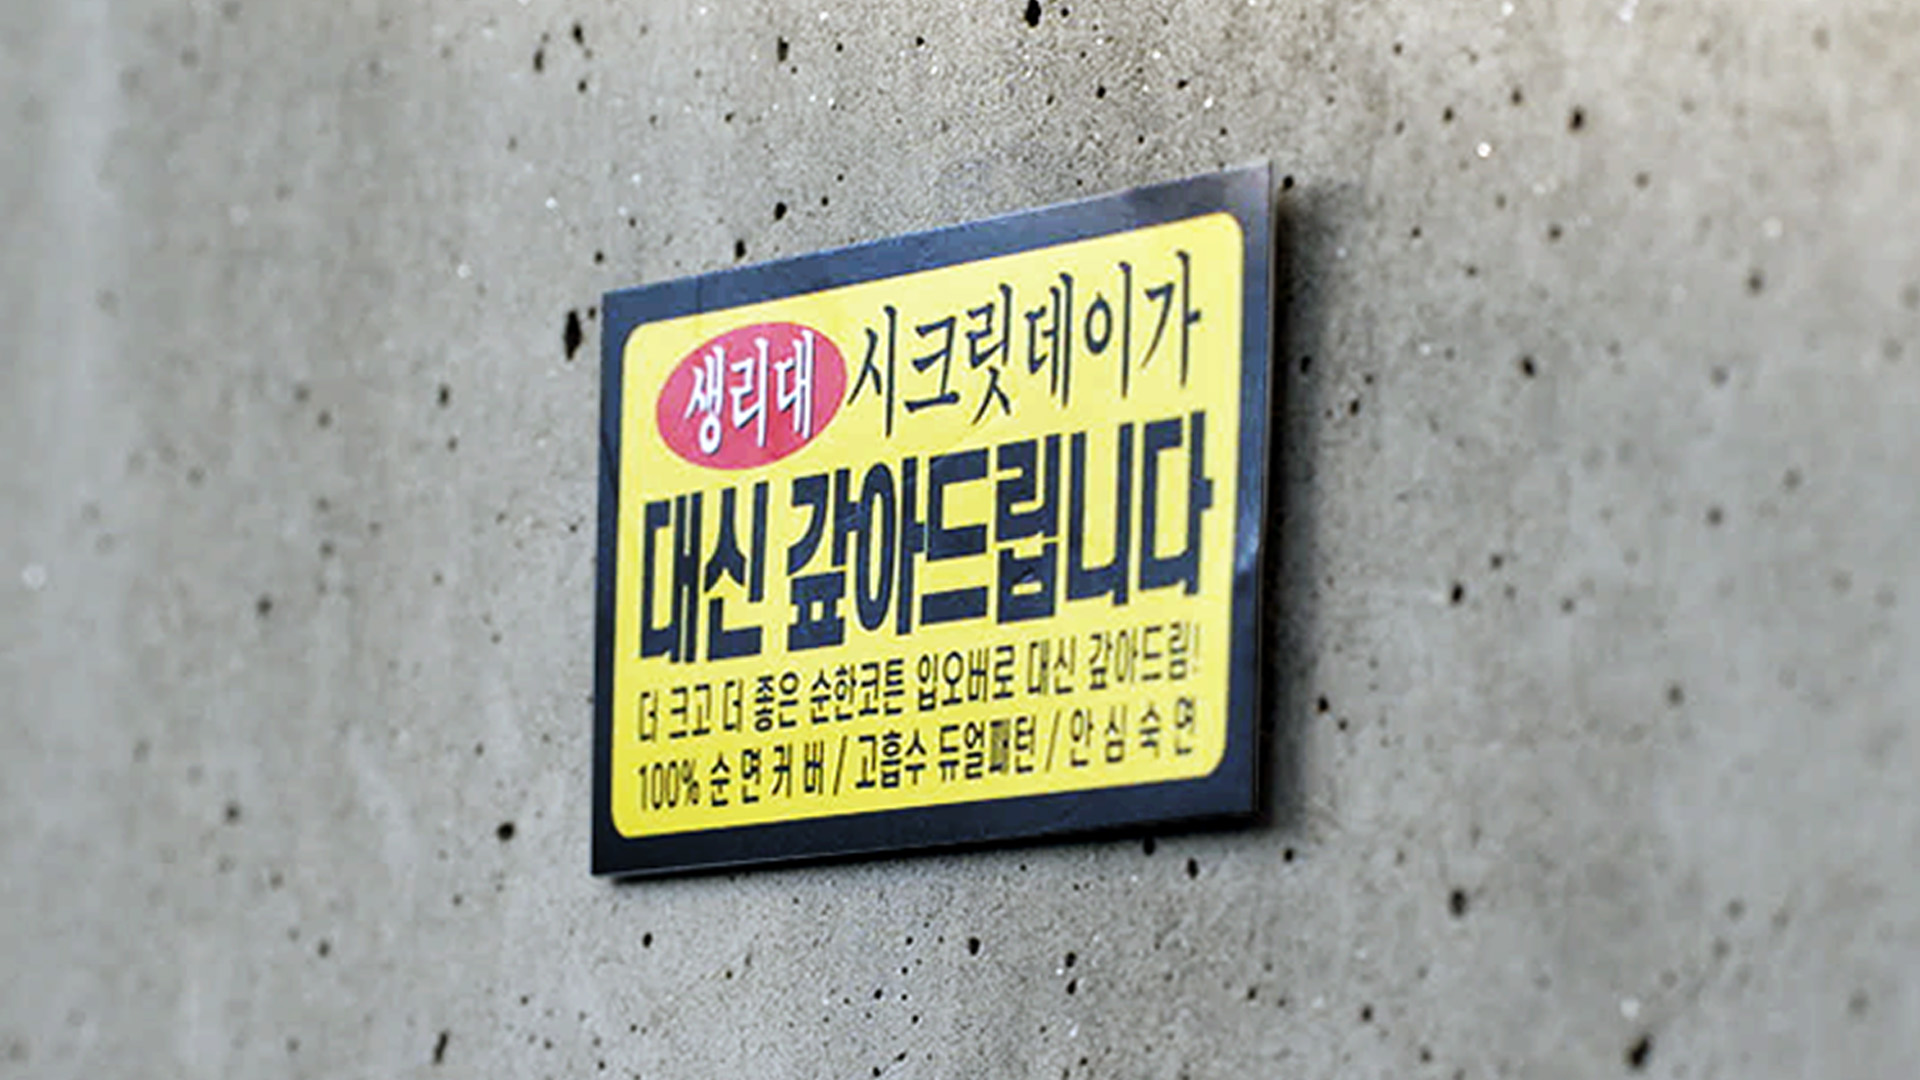 생리대 시크릿데이가
대신 갚아드립니다
더 크고 더 좋은 순한코튼 입오버로 대신 갚아드림!
100% 순면커버 / 고흡수 듀얼패턴 / 안심숙면